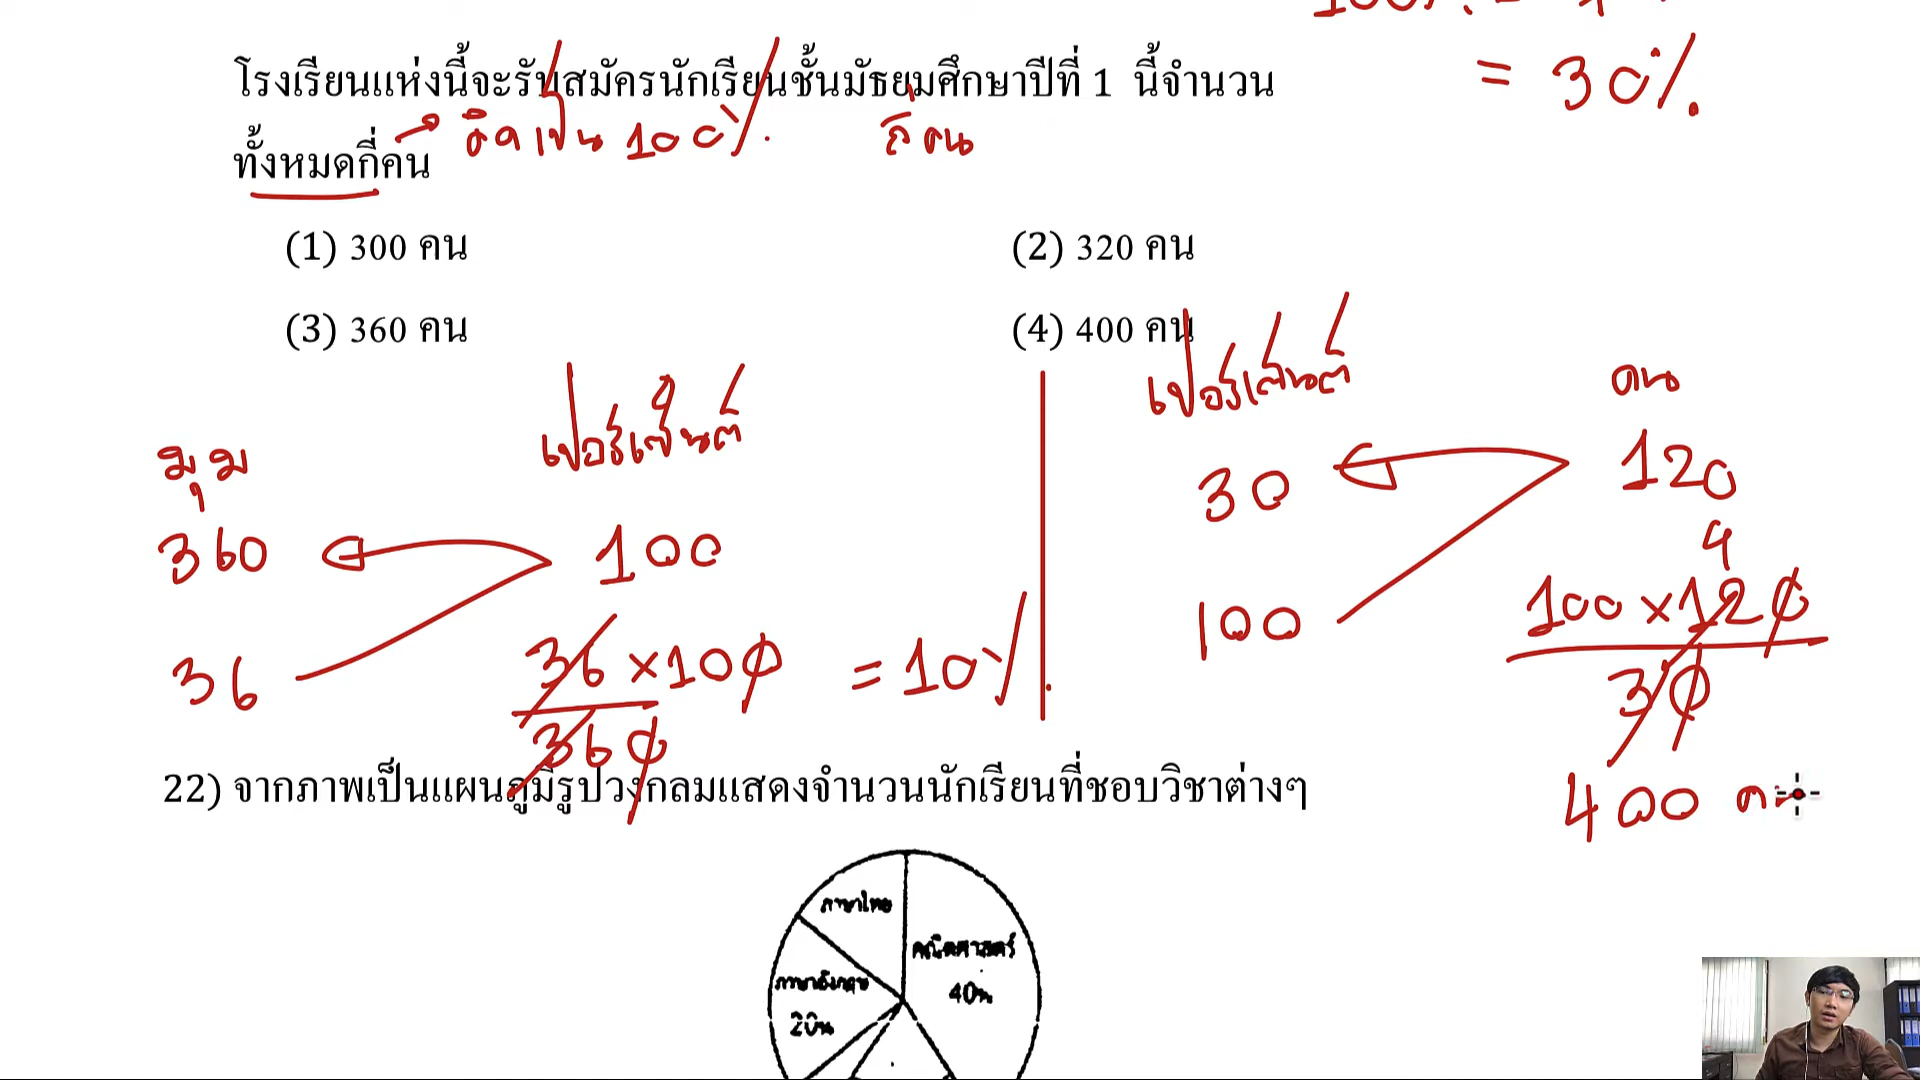 = 30%
โรงเรียนแห่งนี้จะรับสมัครนักเรียนชั้นมัธยมศึกษาปีที่ 1 นี้จำนวน
คิดเป็น 100%. กี่คน
ทั้งหมดกี่คน
(1) 300 คน (2) 320 คน
(3) 360 คน (4) 400 คน
มุม เปอร์เซ็นต์
360 100
36 36 x 100 = 10%
360
เปอร์เซ็นต์ คน
30 120
4
100 100 x 120
30
400
22) จากภาพเป็นแผนภูมิรูปวงกลมแสดงจำนวนนักเรียนที่ชอบวิชาต่างๆ
ภาษาไทย
คณิตศาสตร์
40%
ภาษาอังกฤษ
20%